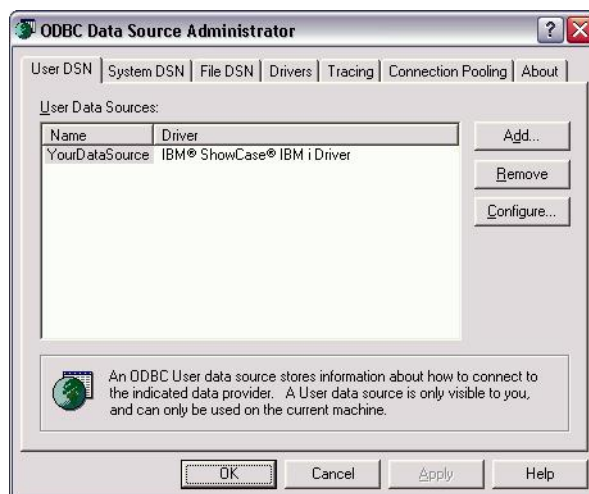 ODBC Data Source Administrator
User DSN System DSN File DSN Drivers Tracing Connection Pooling About
User Data Sources:
Name Driver
YourDataSource IBM® ShowCase® IBM i Driver
Add...
Remove
Configure...
An ODBC User data source stores information about how to connect to
the indicated data provider. A User data source is only visible to you,
and can only be used on the current machine.
OK Cancel Apply Help